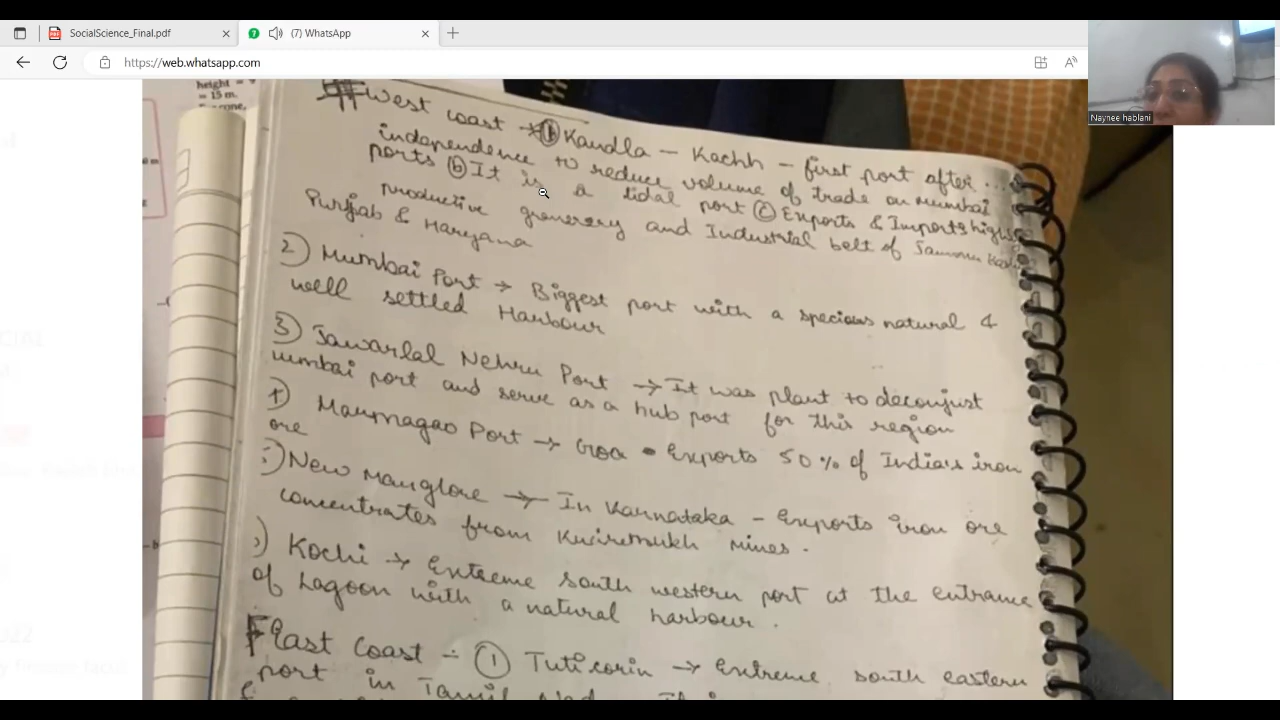 SocialScience_Final.pdf
(7) WhatsApp
https://web.whatsapp.com
Naynee hablani
height =
= 15 m.
West coast → 1 Kandla - Kachh - first port after
independence to reduce volume of trade on Mumbai
ports (b) It is a tidal port (c) Exports & Imports highly
productive grenery and Industrial belt of Jammu
Punjab & Haryana
2) Mumbai Port → Biggest port with a specious natural &
well settled Harbour
3) Jawarlal Nehru Port → It was plant to deconjust
mumbai port and serve as a hub port for this region
Marmagao Port → Goa - Exports 50% of India's iron
ore
New Manglore → In Karnataka - Exports iron ore
concentrates from Kudremukh mines.
Kochi → Extreme south western port at the entrance
of Lagoon with a natural harbour.
East coast ÷ (1) Tuticorin → Extreme south eastern
port in Tamil